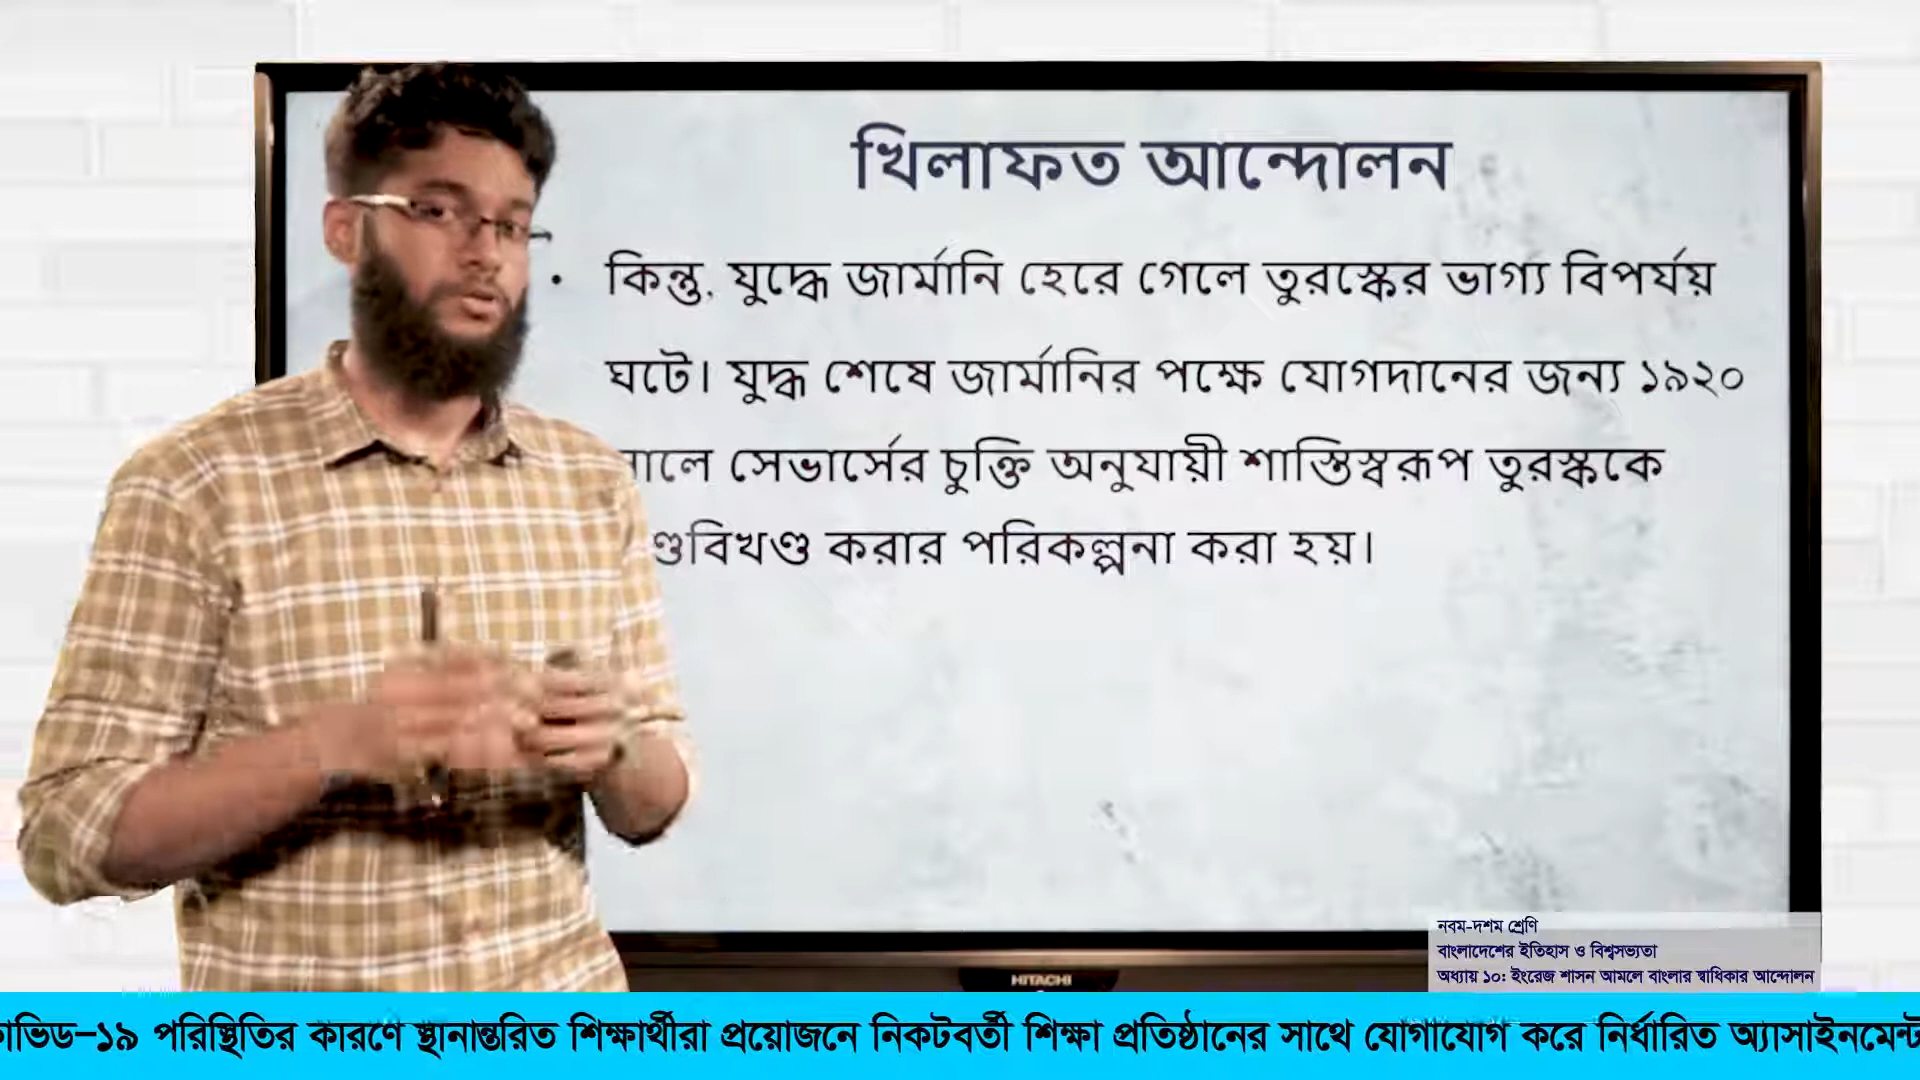 খিলাফত আন্দোলন
• কিন্তু, যুদ্ধে জার্মানি হেরে গেলে তুরস্কের ভাগ্য বিপর্যয়
ঘটে। যুদ্ধ শেষে জার্মানির পক্ষে যোগদানের জন্য ১৯২০
সেভার্সের চুক্তি অনুযায়ী শাস্তিস্বরূপ তুরস্ককে
করার পরিকল্পনা করা হয়।
নবম-দশম শ্রেণি
বাংলাদেশের ইতিহাস ও বিশ্বসভ্যতা
অধ্যায় ১০: ইংরেজ শাসন আমলে বাংলার স্বাধিকার আন্দোলন
HITACHI
পরিস্থিতির কারণে স্থানান্তরিত শিক্ষার্থীরা প্রয়োজনে নিকটবর্তী শিক্ষা প্রতিষ্ঠানের সাথে যোগাযোগ করে নির্ধারিত